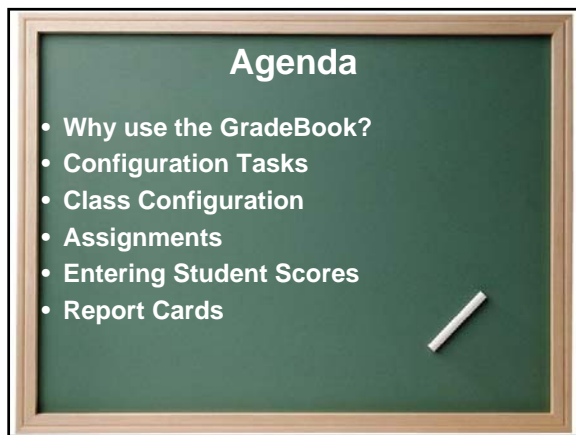 Agenda
• Why use the GradeBook?
• Configuration Tasks
• Class Configuration
• Assignments
• Entering Student Scores
• Report Cards